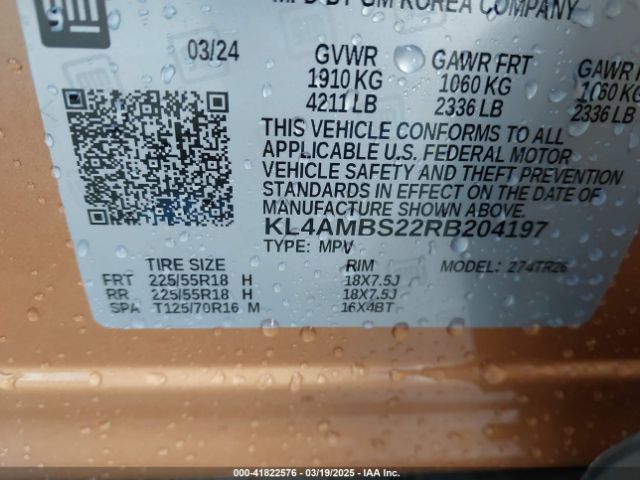 MFD BY GM KOREA COMPANY
03/24
GVWR GAWR FRT GAWR
1910 KG 1060 KG 1060 KG
4211 LB 2336 LB 2336 LB
THIS VEHICLE CONFORMS TO ALL
APPLICABLE U.S. FEDERAL MOTOR
VEHICLE SAFETY AND THEFT PREVENTION
STANDARDS IN EFFECT ON THE DATE OF
MANUFACTURE SHOWN ABOVE.
KL4AMBS22RB204197
TYPE: MPV
TIRE SIZE RIM MODEL: 274TR26
FRT 225/55R18 H 18X7.5J
RR 225/55R18 H 18X7.5J
SPA T125/70R16 M 16X4BT
000-41822576 - 03/19/2025 - IAA Inc.